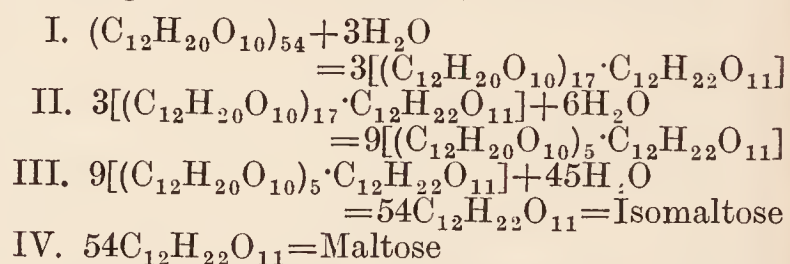 I. (C₁₂H₂₀O₁₀)₅₄+3H₂O
=3[(C₁₂H₂₀O₁₀)₁₇·C₁₂H₂₂O₁₁]
II. 3[(C₁₂H₂₀O₁₀)₁₇·C₁₂H₂₂O₁₁]+6H₂O
=9[(C₁₂H₂₀O₁₀)₅·C₁₂H₂₂O₁₁]
III. 9[(C₁₂H₂₀O₁₀)₅·C₁₂H₂₂O₁₁]+45H₂O
=54C₁₂H₂₂O₁₁=Isomaltose
IV. 54C₁₂H₂₂O₁₁=Maltose